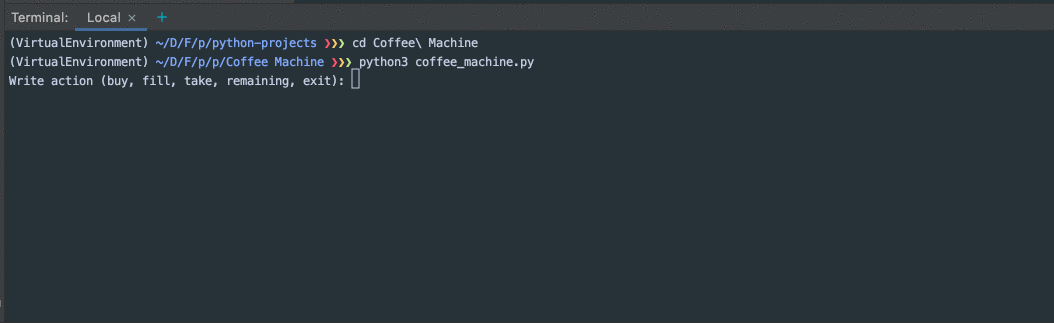 Terminal: Local × +
(VirtualEnvironment) ~/D/F/p/python-projects ❯❯❯ cd Coffee\ Machine
(VirtualEnvironment) ~/D/F/p/p/Coffee Machine ❯❯❯ python3 coffee_machine.py
Write action (buy, fill, take, remaining, exit):